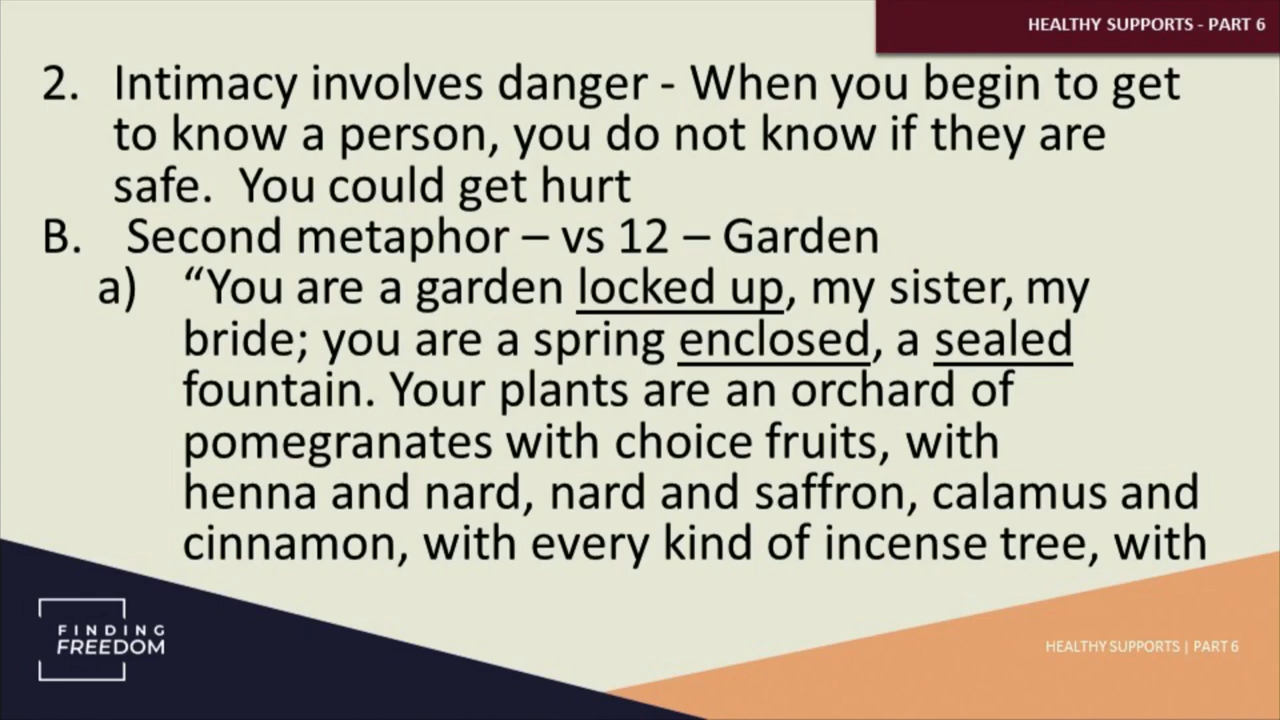 HEALTHY SUPPORTS - PART 6
2. Intimacy involves danger - When you begin to get
to know a person, you do not know if they are
safe.  You could get hurt
B. Second metaphor – vs 12 – Garden
a) “You are a garden locked up, my sister, my
bride; you are a spring enclosed, a sealed
fountain. Your plants are an orchard of
pomegranates with choice fruits, with
henna and nard, nard and saffron, calamus and
cinnamon, with every kind of incense tree, with
FINDING
FREEDOM
HEALTHY SUPPORTS | PART 6